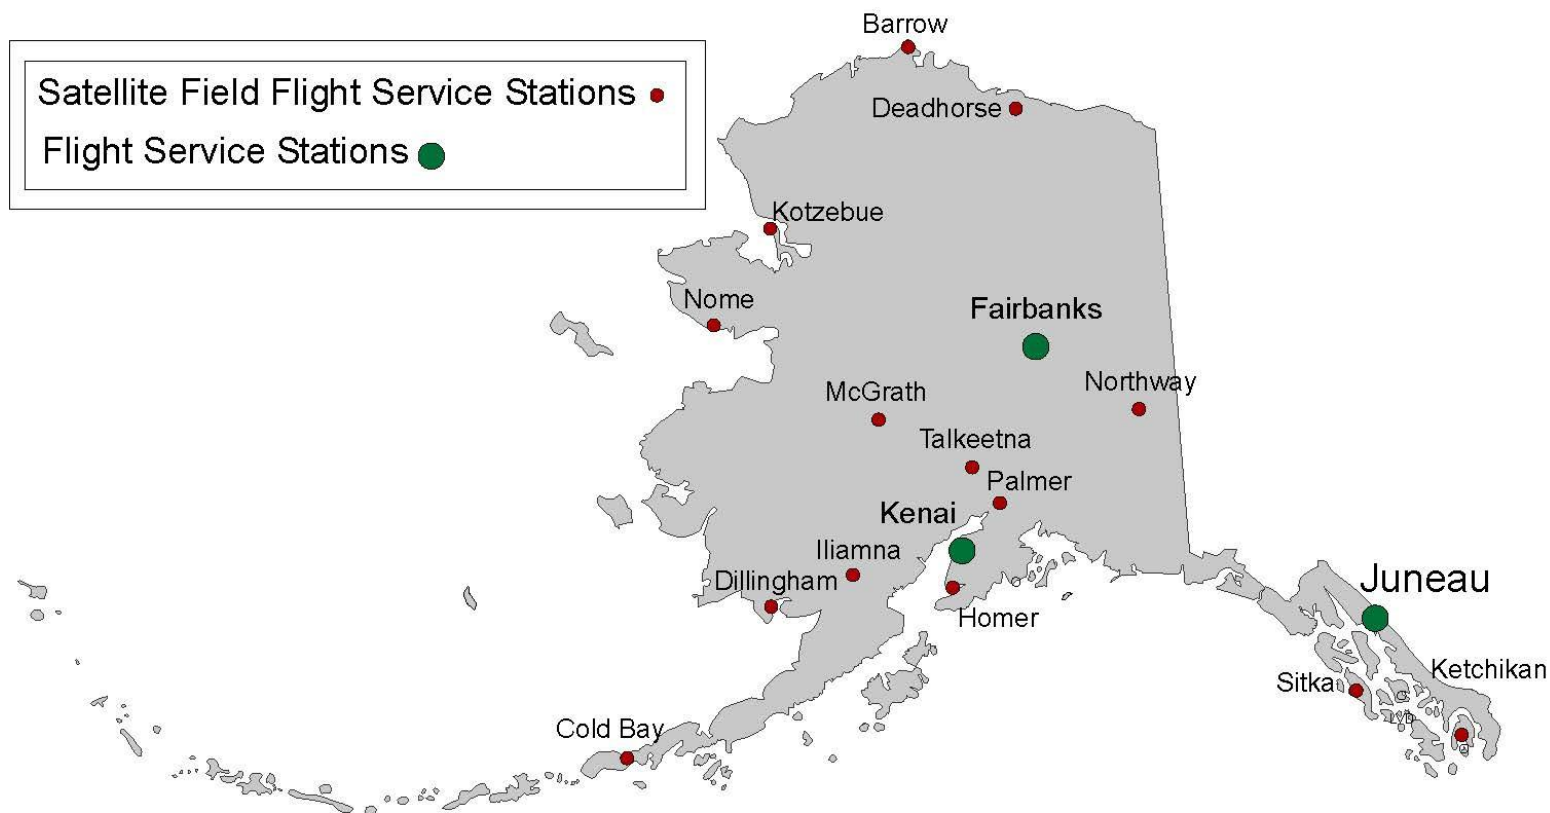 Barrow
Satellite Field Flight Service Stations
Flight Service Stations
Deadhorse
Kotzebue
Nome
Fairbanks
Northway
McGrath
Talkeetna
Palmer
Kenai
Iliamna
Dillingham
Homer
Juneau
Ketchikan
Sitka
Cold Bay